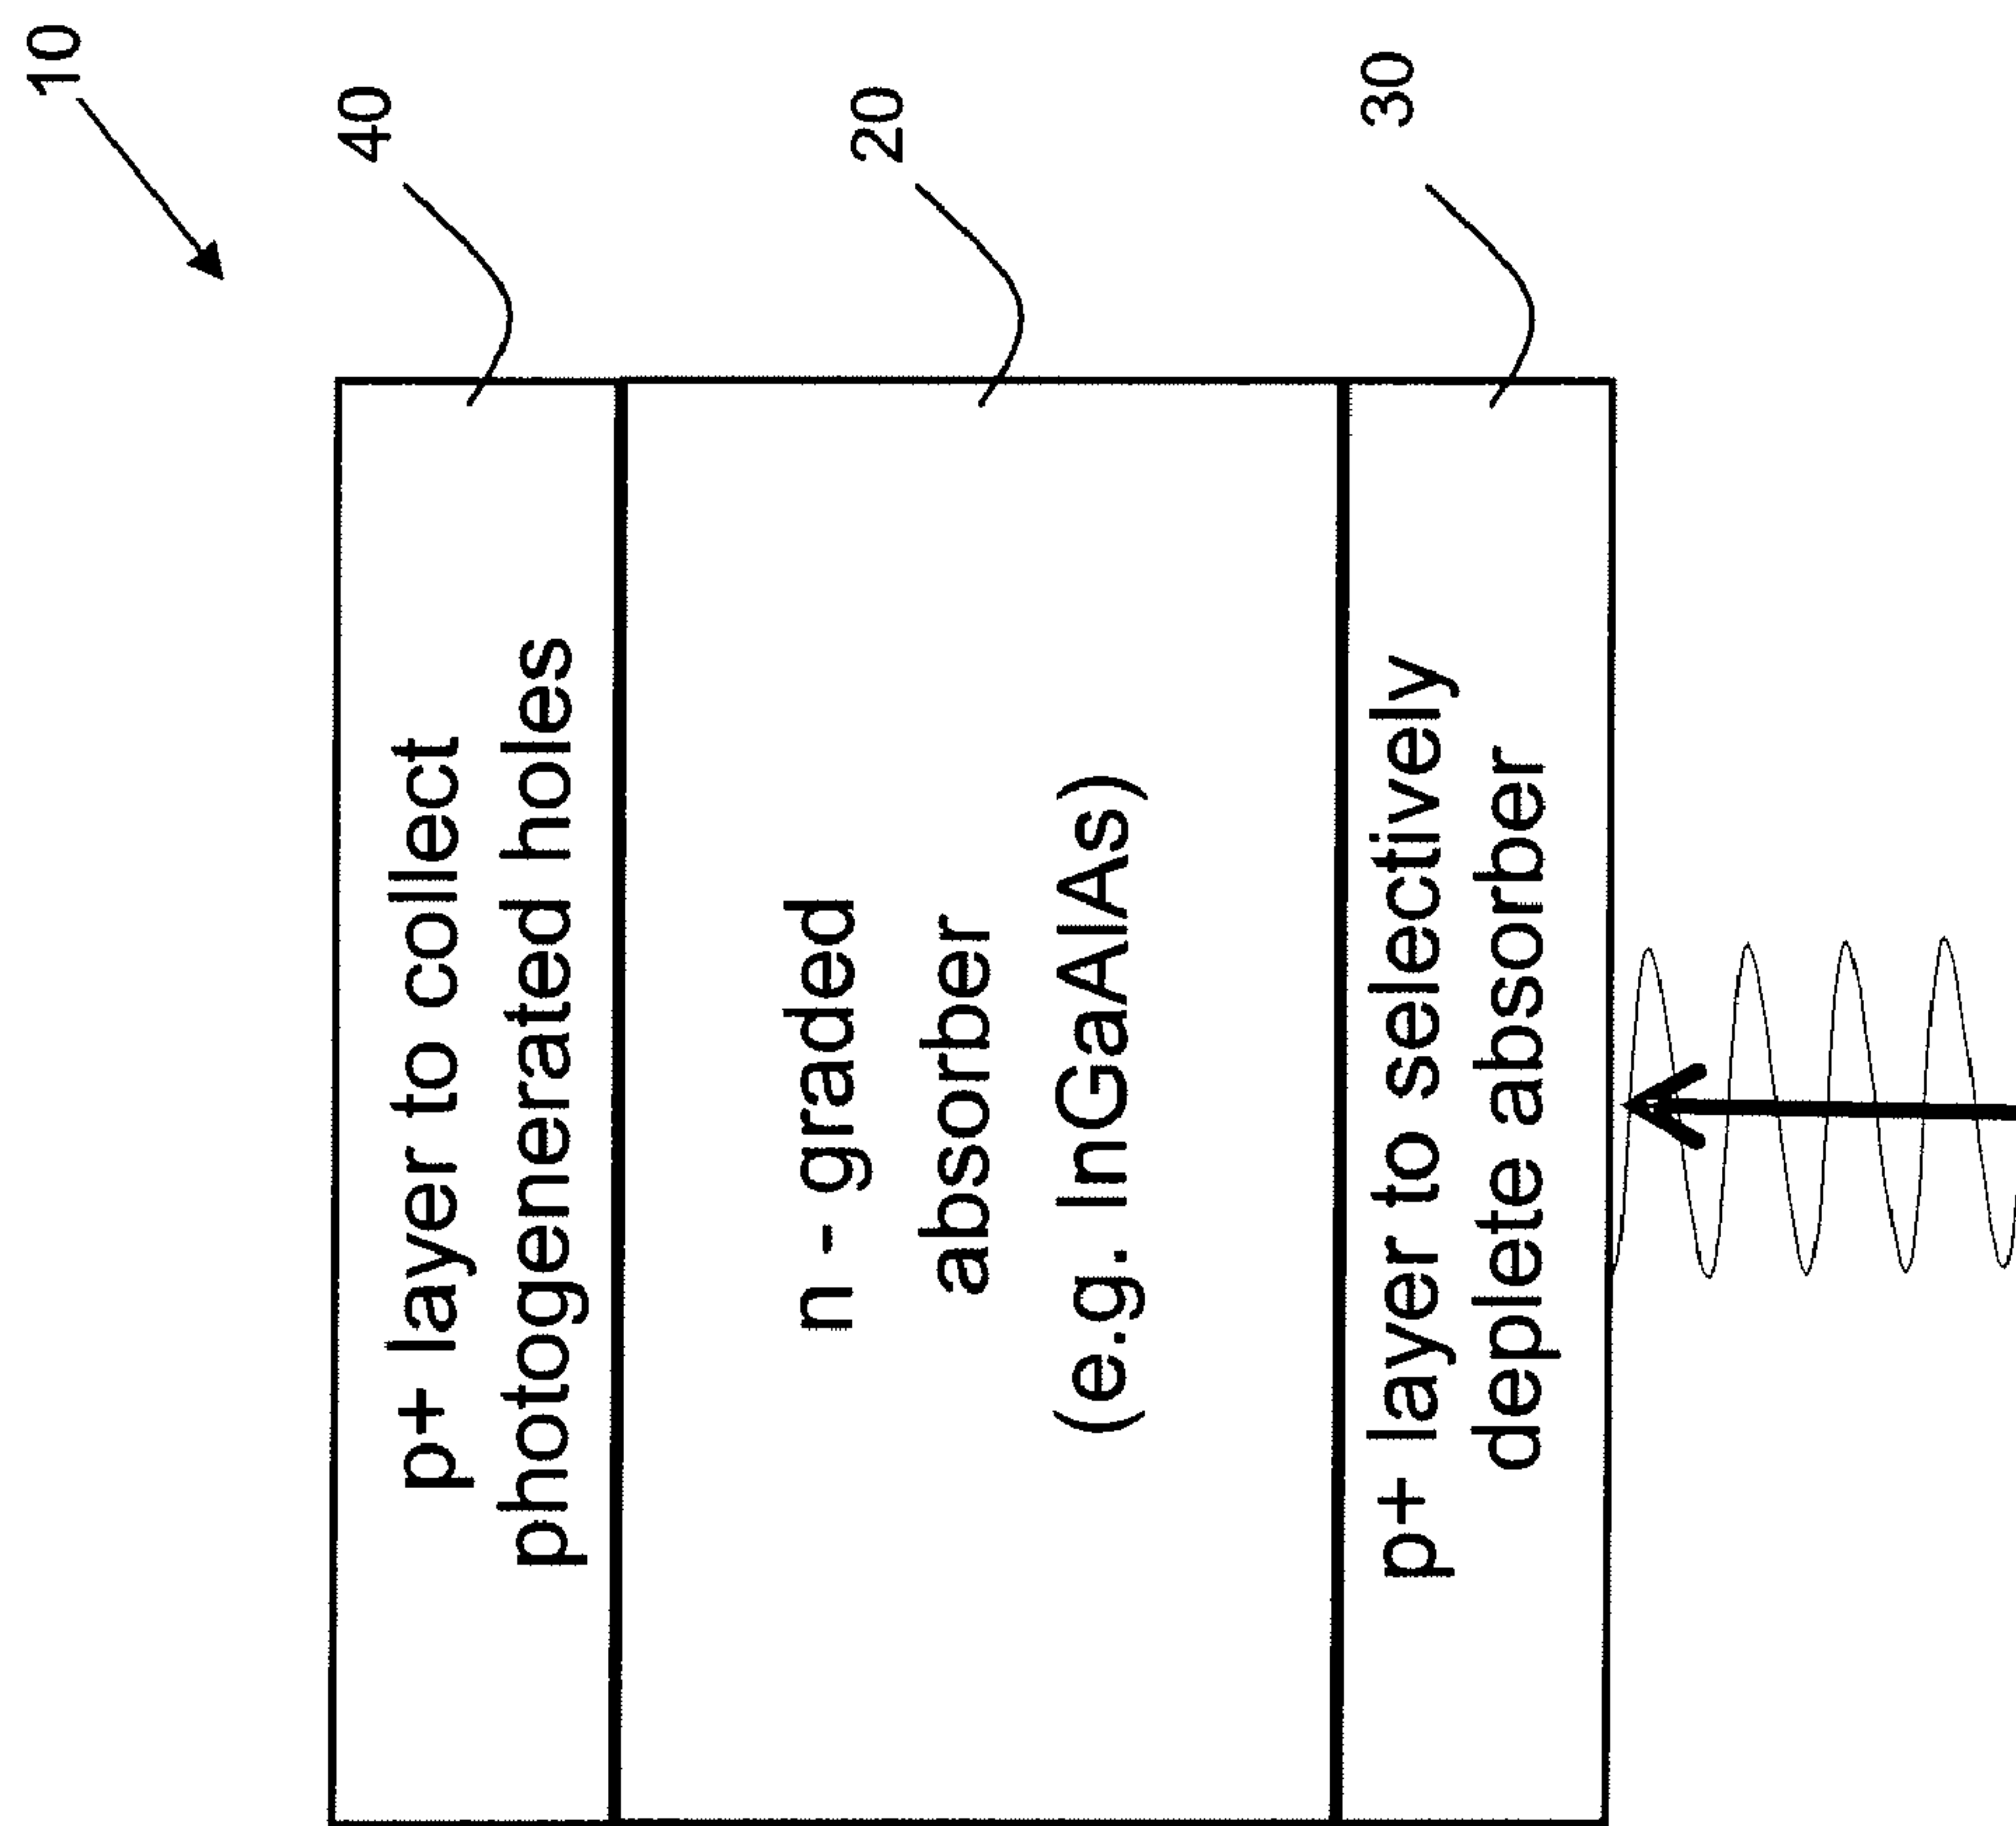 10
40
p+ layer to collect
photogenerated holes
20
n - graded
absorber
(e.g. InGaAlAs)
30
p+ layer to selectively
deplete absorber